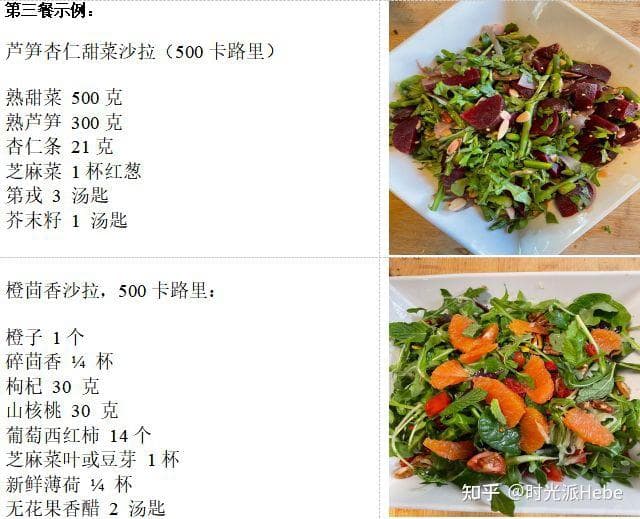 第三餐示例：
芦笋杏仁甜菜沙拉（500 卡路里）
熟甜菜 500 克
熟芦笋 300 克
杏仁条 21 克
芝麻菜 1 杯红葱
第戎 3 汤匙
芥末籽 1 汤匙
橙茴香沙拉，500 卡路里：
橙子 1 个
碎茴香 ¼ 杯
枸杞 30 克
山核桃 30 克
葡萄西红柿 14 个
芝麻菜叶或豆芽 1 杯
新鲜薄荷 ¼ 杯
无花果香醋 2 汤匙
知乎 @时光派Hebe